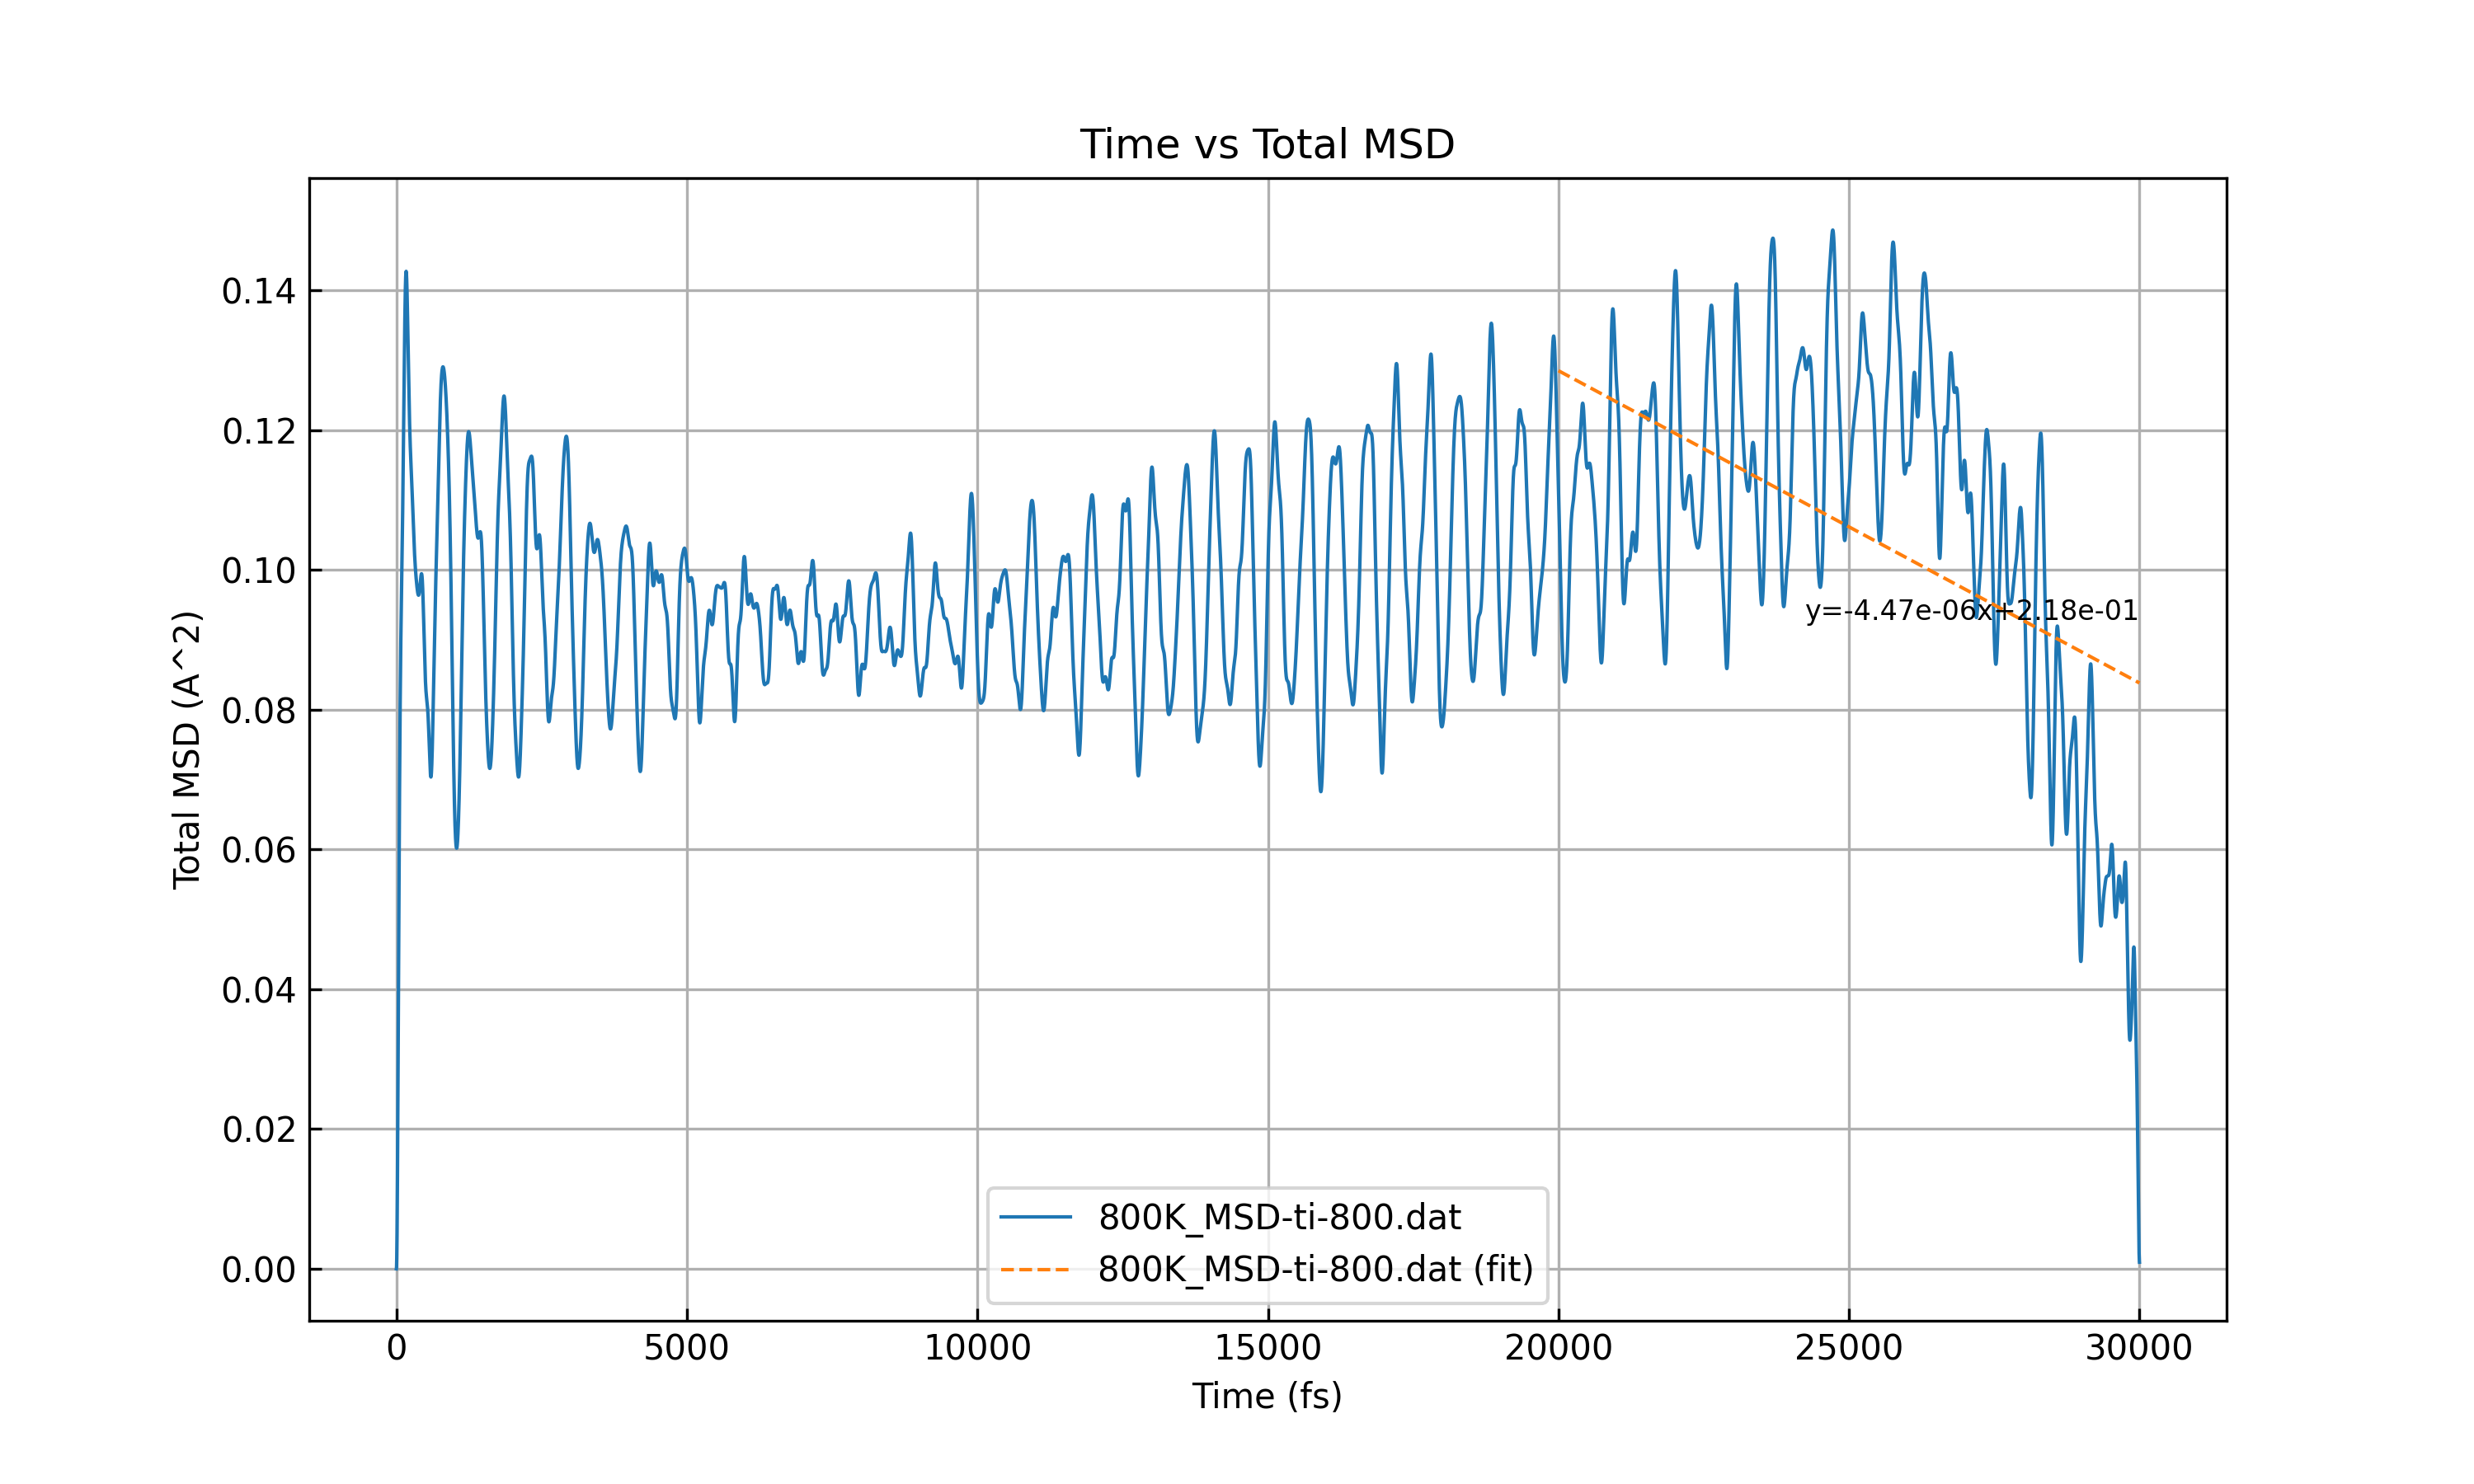 Time vs Total MSD
Total MSD (A^2)
0.14
0.12
0.10
0.08
0.06
0.04
0.02
0.00
y=-4.47e-06x+2.18e-01
800K_MSD-ti-800.dat
800K_MSD-ti-800.dat (fit)
0 5000 10000 15000 20000 25000 30000
Time (fs)